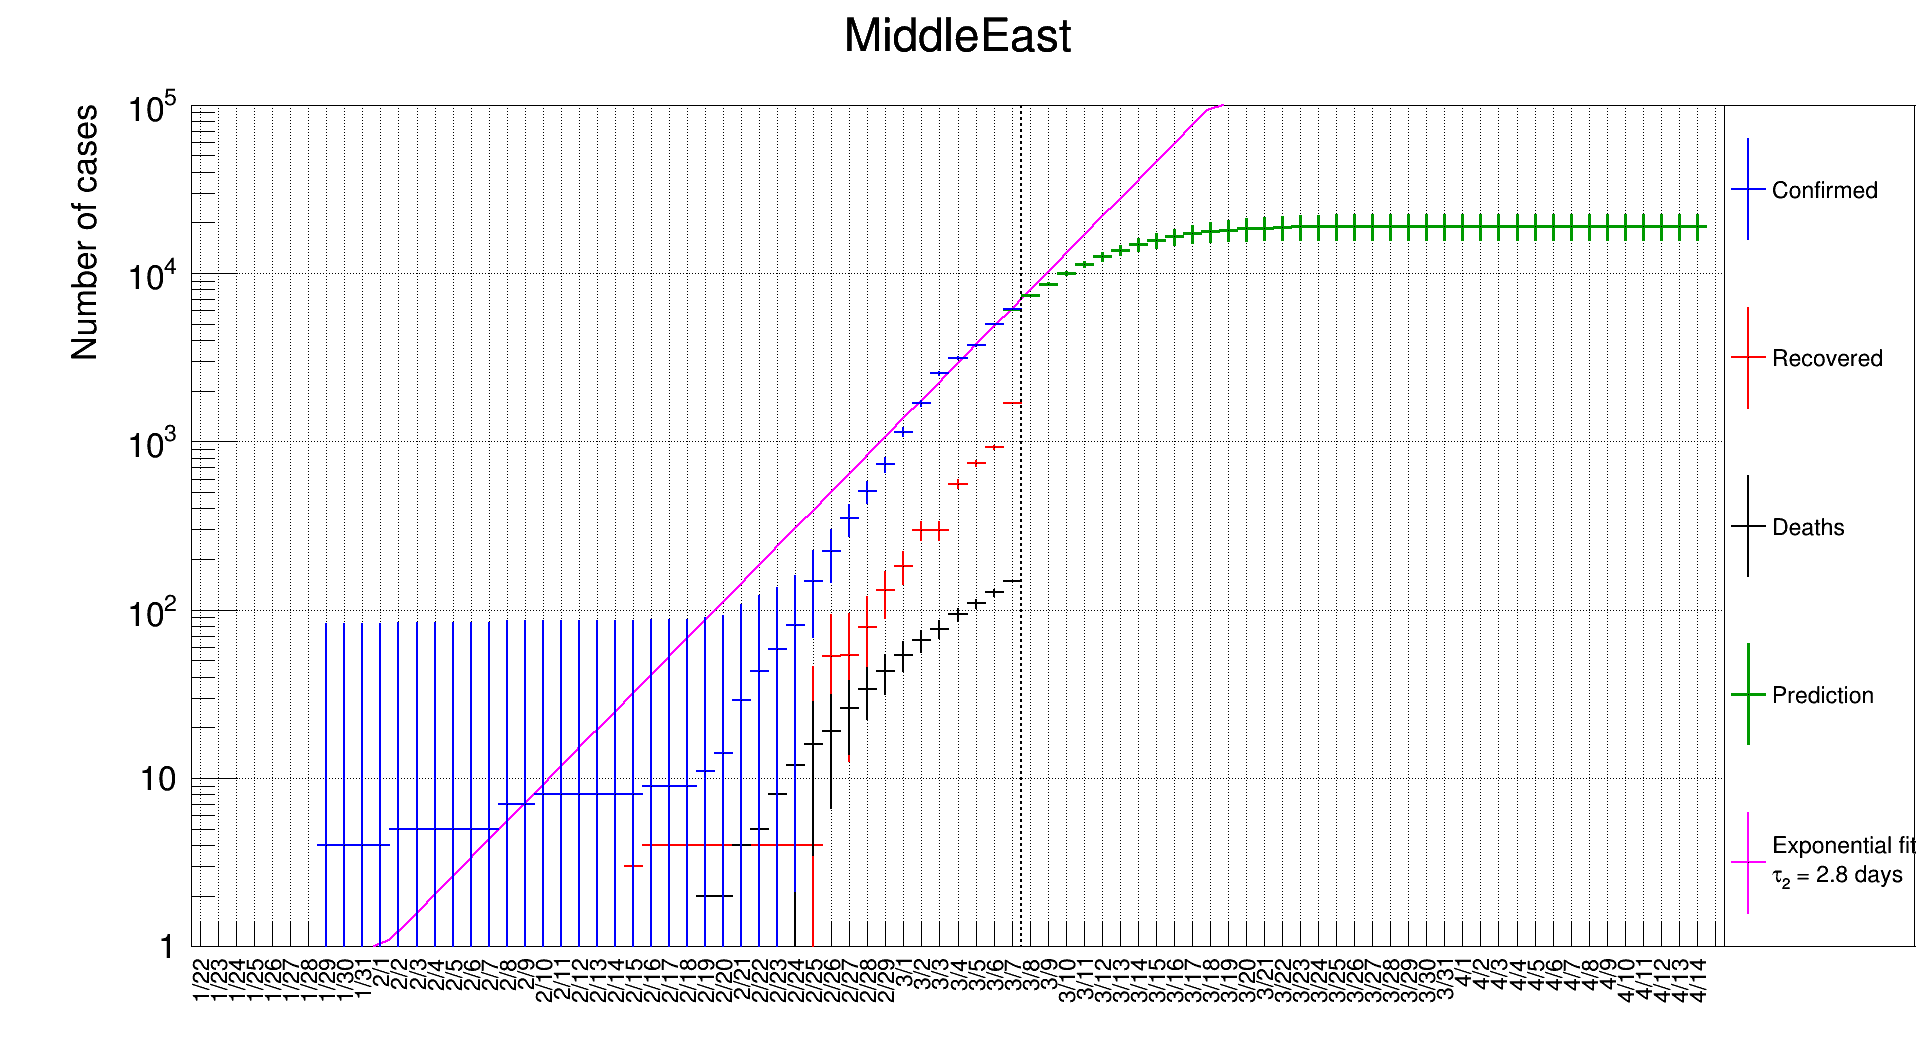 MiddleEast
Number of cases
10^5
10^4
10^3
10^2
10
1
1/22 1/23 1/24 1/25 1/26 1/27 1/28 1/29 1/30 1/31 2/1 2/2 2/3 2/4 2/5 2/6 2/7 2/8 2/9 2/10 2/11 2/12 2/13 2/14 2/15 2/16 2/17 2/18 2/19 2/20 2/21 2/22 2/23 2/24 2/25 2/26 2/27 2/28 2/29 3/1 3/2 3/3 3/4 3/5 3/6 3/7 3/8 3/9 3/10 3/11 3/12 3/13 3/14 3/15 3/16 3/17 3/18 3/19 3/20 3/21 3/22 3/23 3/24 3/25 3/26 3/27 3/28 3/29 3/30 3/31 4/1 4/2 4/3 4/4 4/5 4/6 4/7 4/8 4/9 4/10 4/11 4/12 4/13 4/14
Confirmed
Recovered
Deaths
Prediction
Exponential fit
τ₂ = 2.8 days